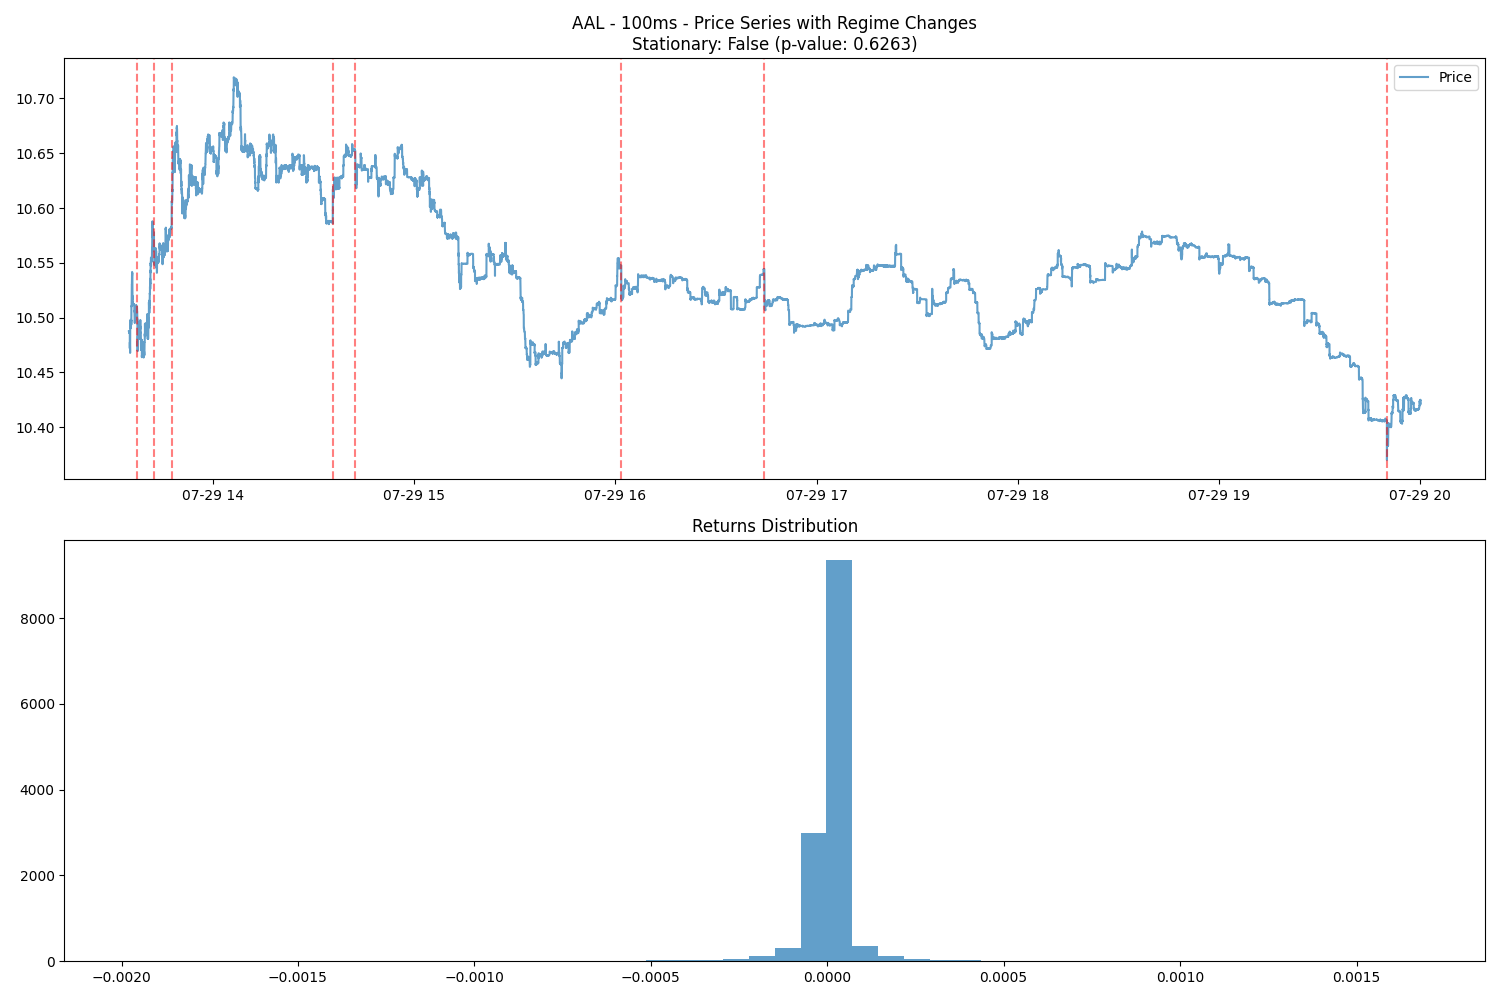 AAL - 100ms - Price Series with Regime Changes
Stationary: False (p-value: 0.6263)
Price
10.70
10.65
10.60
10.55
10.50
10.45
10.40
07-29 14 07-29 15 07-29 16 07-29 17 07-29 18 07-29 19 07-29 20
Returns Distribution
8000
6000
4000
2000
0
−0.0020 −0.0015 −0.0010 −0.0005 0.0000 0.0005 0.0010 0.0015